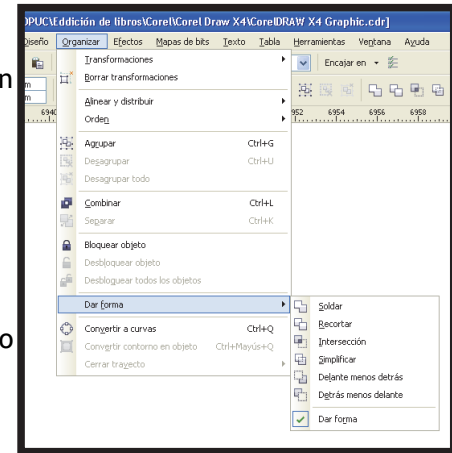 OPUC\Eddición de libros\Corel\Corel Draw X4\CorelDRAW X4 Graphic.cdr]
Diseño Organizar Efectos Mapas de bits Texto Tabla Herramientas Ventana Ayuda
Transformaciones
Borrar transformaciones
Alinear y distribuir
Orden
Agrupar Ctrl+G
Desagrupar Ctrl+U
Desagrupar todo
Combinar Ctrl+L
Separar Ctrl+K
Bloquear objeto
Desbloquear objeto
Desbloquear todos los objetos
Dar forma
Convertir a curvas Ctrl+Q
Convertir contorno en objeto Ctrl+Mayús+Q
Cerrar trayecto
Encajar en
6940
952 6954 6956 6958
Soldar
Recortar
Intersección
Simplificar
Delante menos detrás
Detrás menos delante
Dar forma
n
o